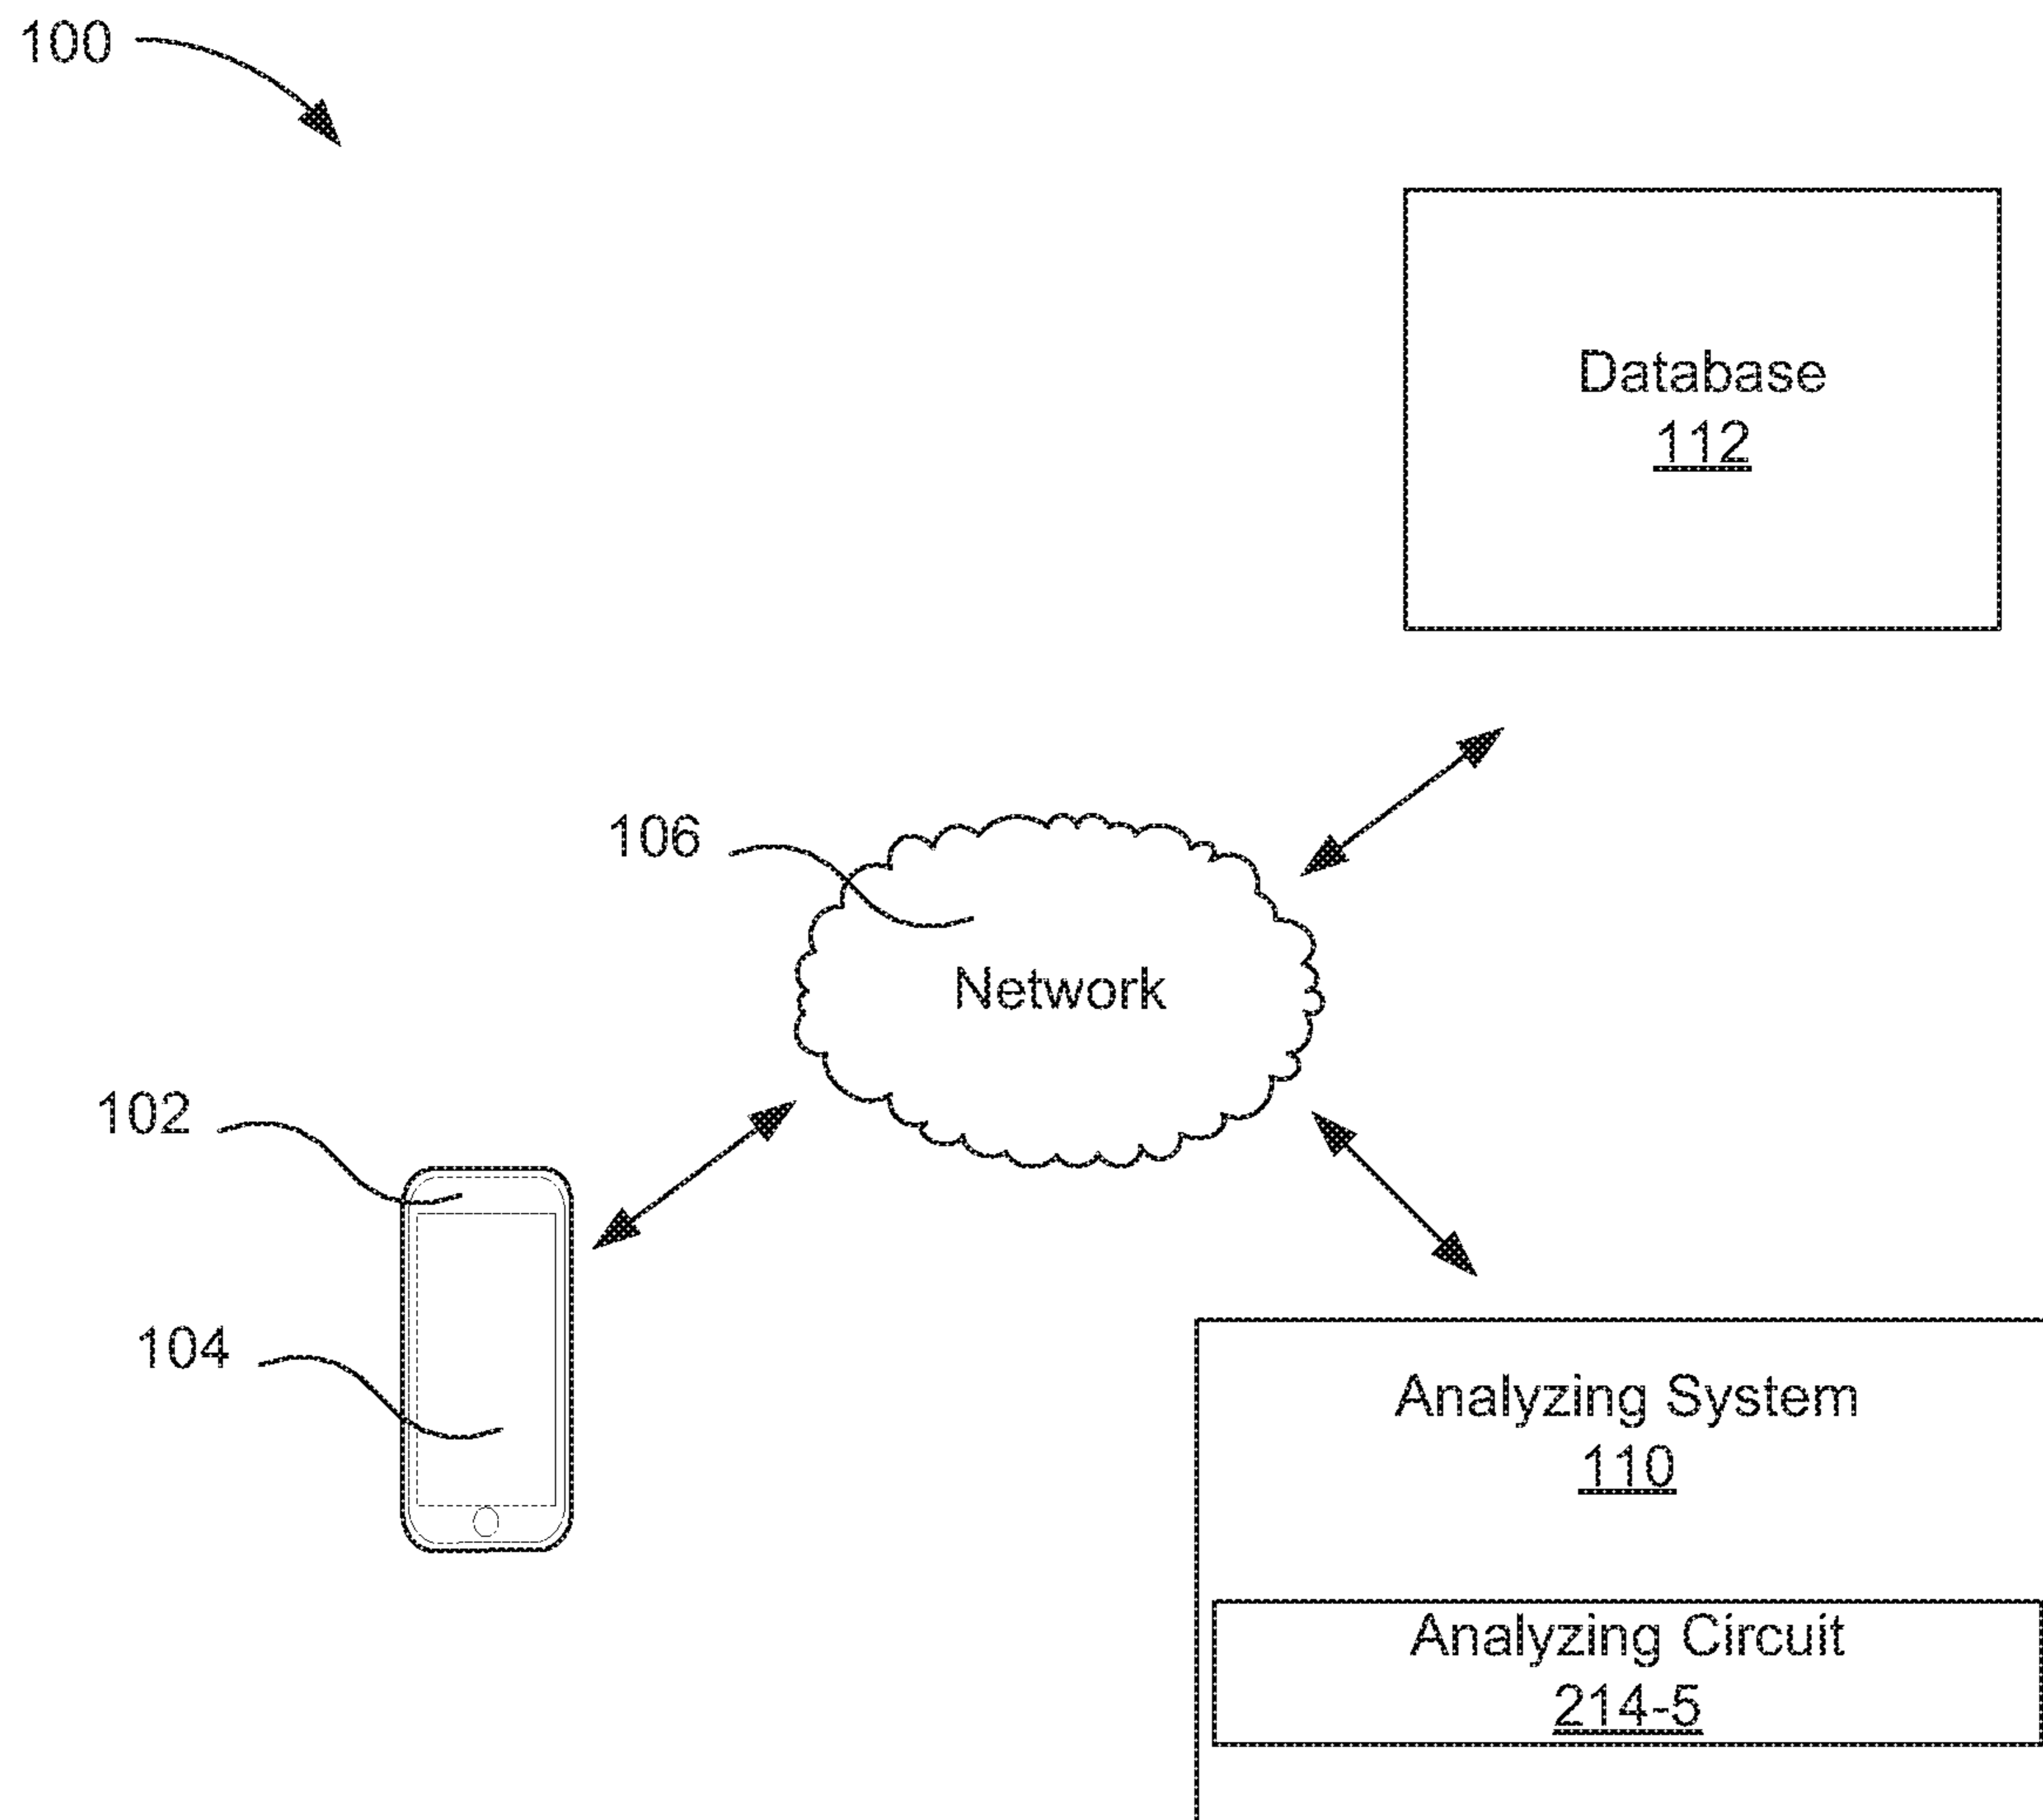 100
Database
112
106
Network
102
104
Analyzing System
110
Analyzing Circuit
214-5